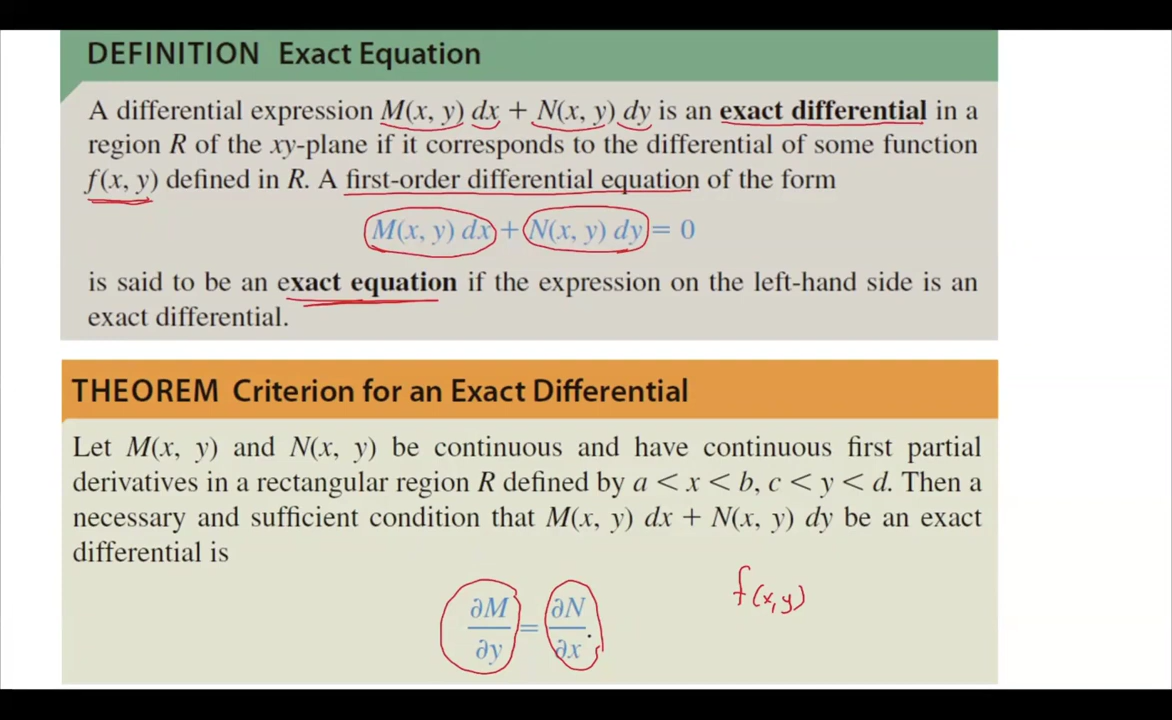 DEFINITION Exact Equation
A differential expression M(x, y) dx + N(x, y) dy is an exact differential in a
region R of the xy-plane if it corresponds to the differential of some function
f(x, y) defined in R. A first-order differential equation of the form
M(x, y) dx + N(x, y) dy = 0
is said to be an exact equation if the expression on the left-hand side is an
exact differential.
THEOREM Criterion for an Exact Differential
Let M(x, y) and N(x, y) be continuous and have continuous first partial
derivatives in a rectangular region R defined by a < x < b, c < y < d. Then a
necessary and sufficient condition that M(x, y) dx + N(x, y) dy be an exact
differential is
∂M/∂y = ∂N/∂x.
f(x,y)